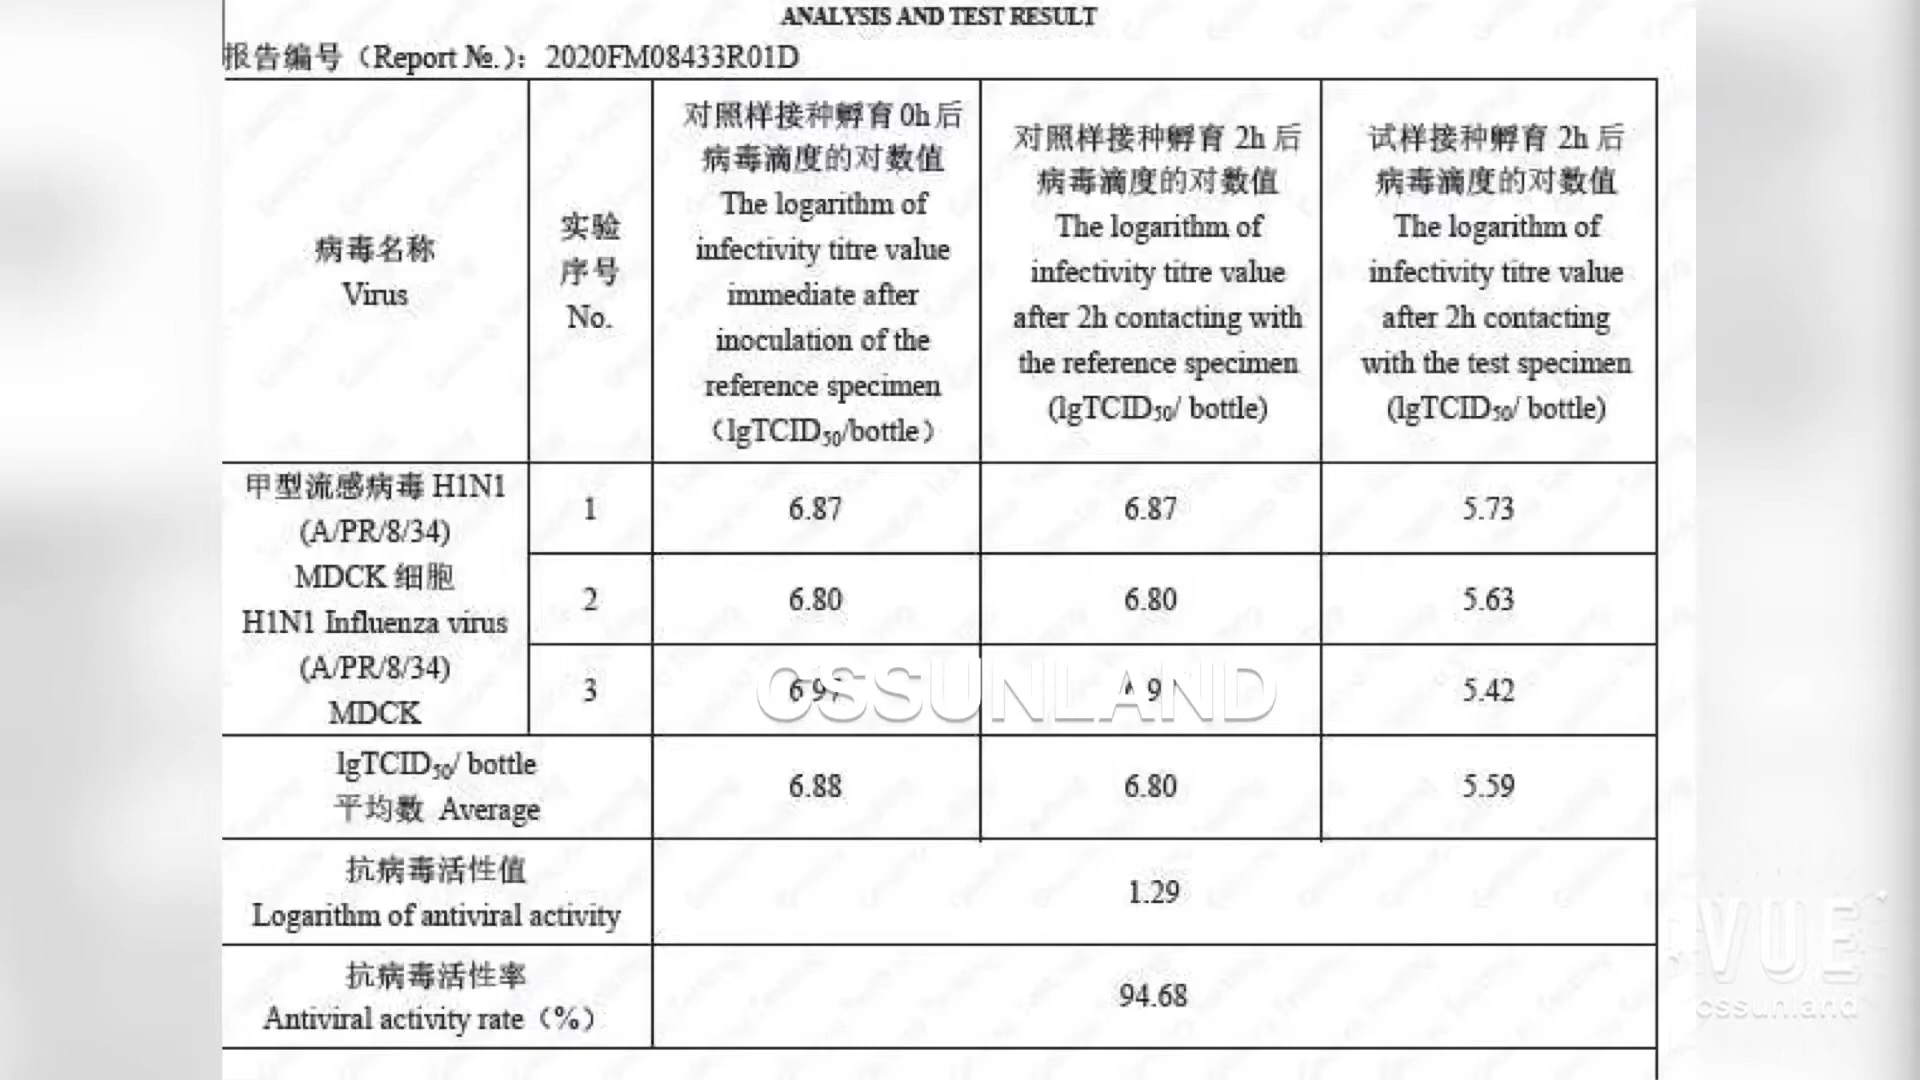 ANALYSIS AND TEST RESULT
报告编号（Report №.）：2020FM08433R01D
病毒名称
Virus
实验
序号
No.
对照样接种孵育 0h 后
病毒滴度的对数值
The logarithm of
infectivity titre value
immediate after
inoculation of the
reference specimen
（lgTCID₅₀/bottle）
对照样接种孵育 2h 后
病毒滴度的对数值
The logarithm of
infectivity titre value
after 2h contacting with
the reference specimen
(lgTCID₅₀/ bottle)
试样接种孵育 2h 后
病毒滴度的对数值
The logarithm of
infectivity titre value
after 2h contacting
with the test specimen
(lgTCID₅₀/ bottle)
甲型流感病毒 H1N1
(A/PR/8/34)
MDCK 细胞
H1N1 Influenza virus
(A/PR/8/34)
MDCK
1
6.87
6.87
5.73
2
6.80
6.80
5.63
3
6.97
5.42
CSSUNLAND
lgTCID₅₀/ bottle
平均数 Average
6.88
6.80
5.59
抗病毒活性值
Logarithm of antiviral activity
1.29
抗病毒活性率
Antiviral activity rate（%）
94.68
VUE
cssunland